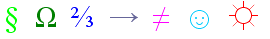 § Ω ⅔ → ≠ ☺ ☼